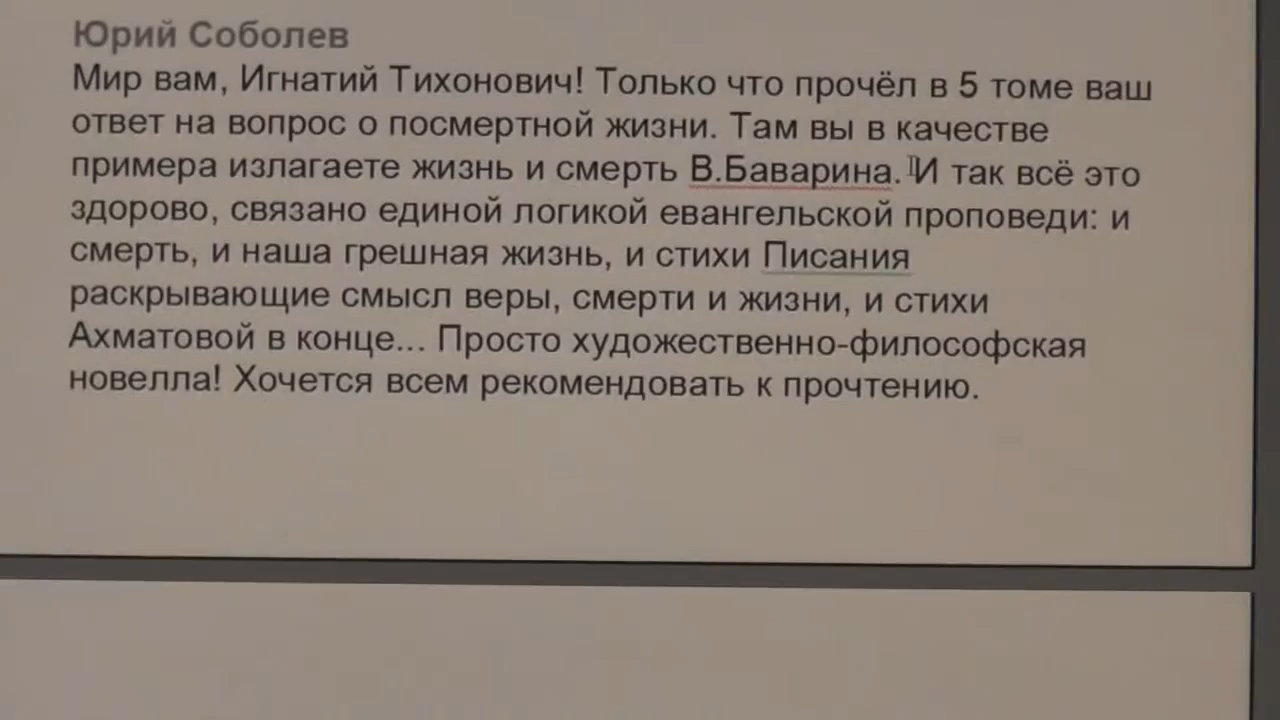 Юрий Соболев
Мир вам, Игнатий Тихонович! Только что прочёл в 5 томе ваш
ответ на вопрос о посмертной жизни. Там вы в качестве
примера излагаете жизнь и смерть В.Баварина. И так всё это
здорово, связано единой логикой евангельской проповеди: и
смерть, и наша грешная жизнь, и стихи Писания
раскрывающие смысл веры, смерти и жизни, и стихи
Ахматовой в конце... Просто художественно-философская
новелла! Хочется всем рекомендовать к прочтению.